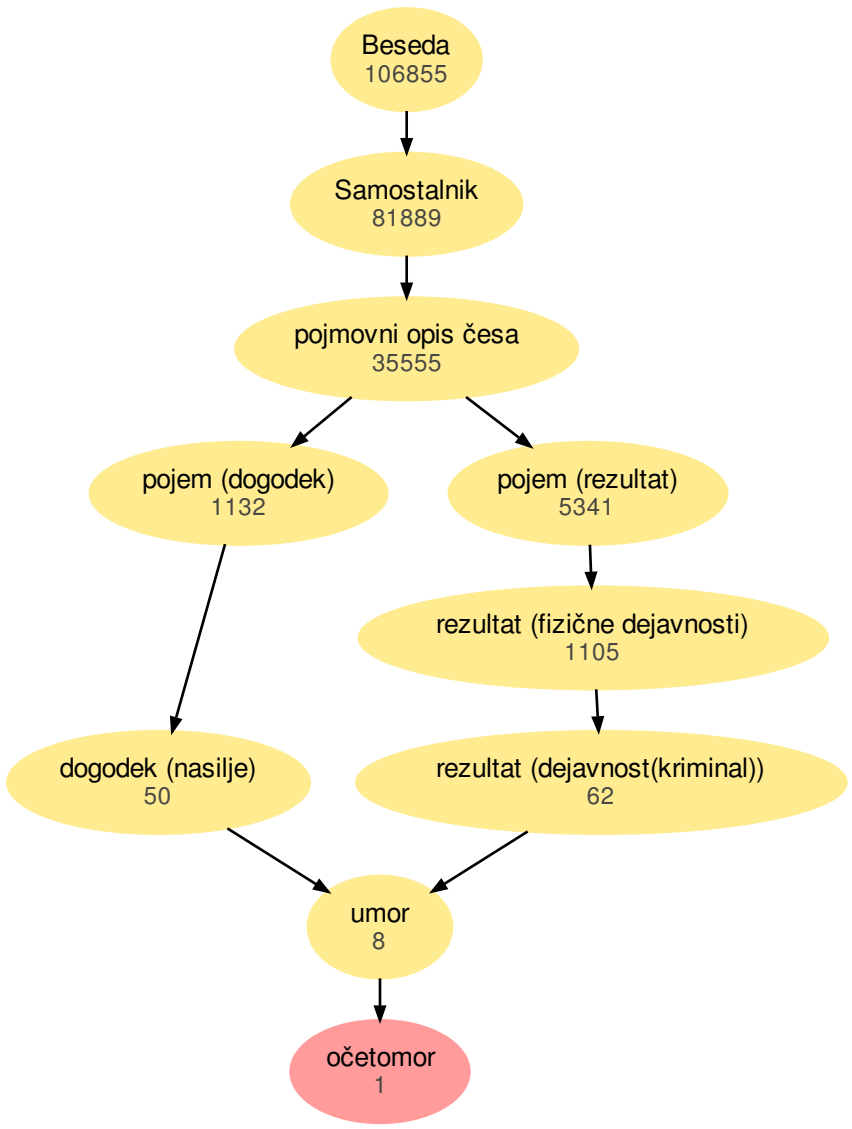 Beseda
106855
Samostalnik
81889
pojmovni opis česa
35555
pojem (dogodek)
1132
pojem (rezultat)
5341
rezultat (fizične dejavnosti)
1105
dogodek (nasilje)
50
rezultat (dejavnost(kriminal))
62
umor
8
očetomor
1